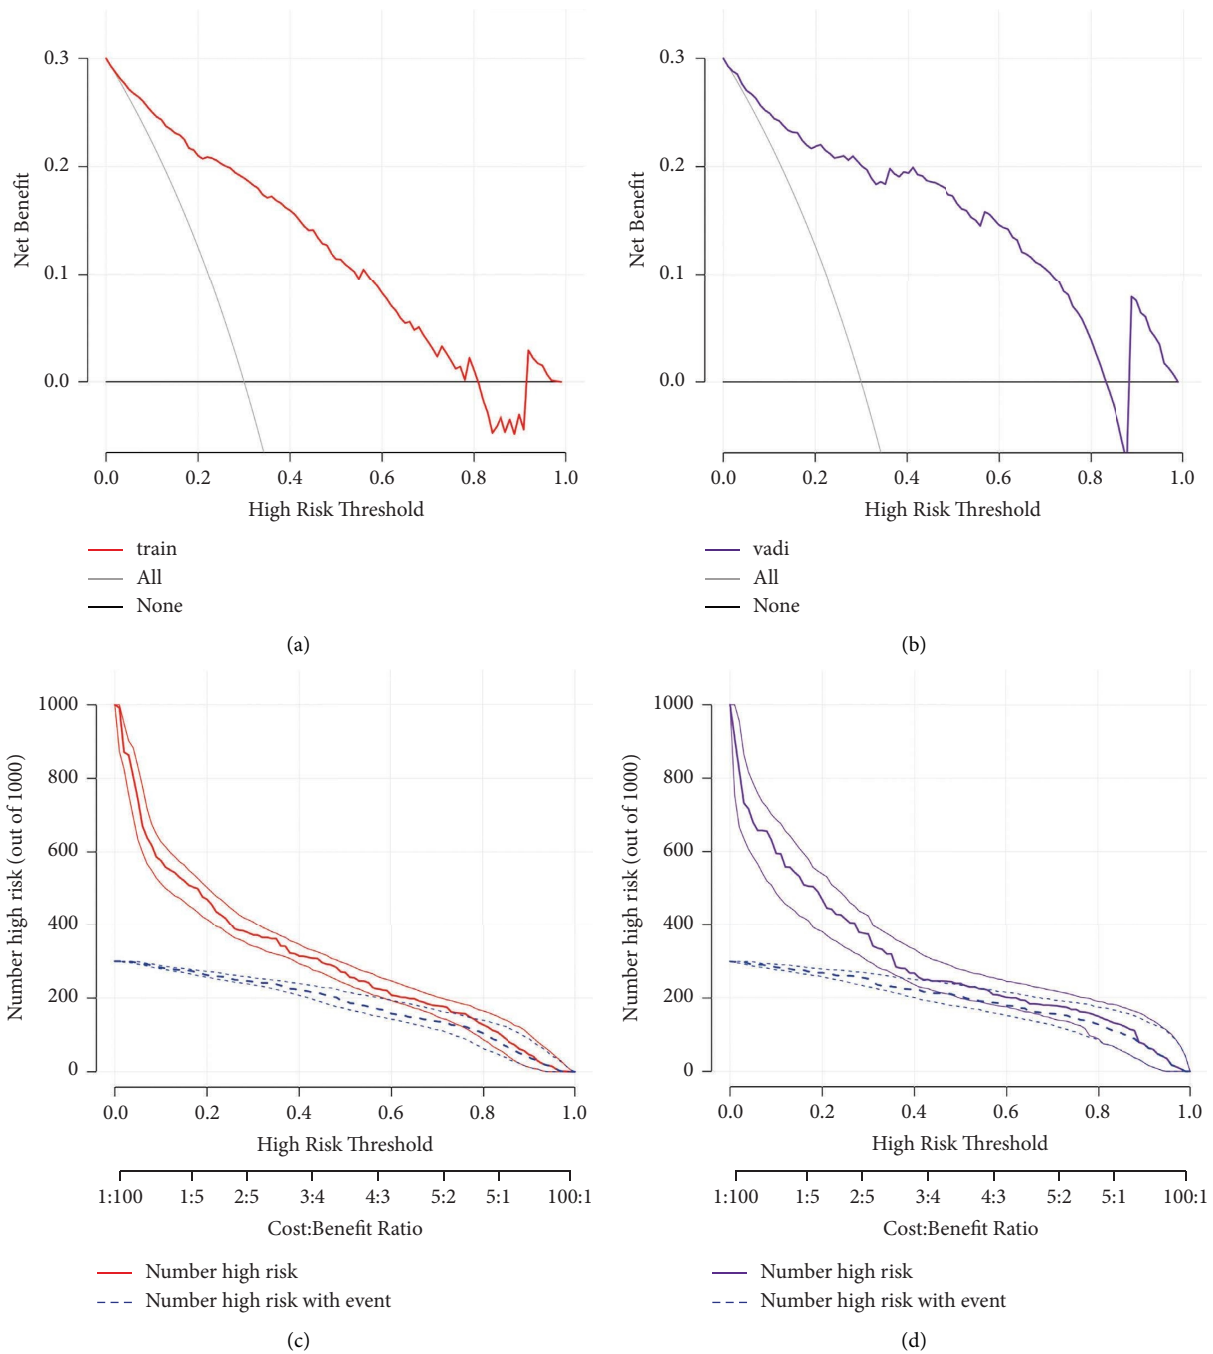 0.3
0.2
0.1
0.0
Net Benefit
0.0 0.2 0.4 0.6 0.8 1.0
High Risk Threshold
train
All
None
(a)
0.3
0.2
0.1
0.0
Net Benefit
0.0 0.2 0.4 0.6 0.8 1.0
High Risk Threshold
vadi
All
None
(b)
1000
800
600
400
200
0
Number high risk (out of 1000)
0.0 0.2 0.4 0.6 0.8 1.0
High Risk Threshold
1:100 1:5 2:5 3:4 4:3 5:2 5:1 100:1
Cost:Benefit Ratio
Number high risk
Number high risk with event
(c)
1000
800
600
400
200
0
Number high risk (out of 1000)
0.0 0.2 0.4 0.6 0.8 1.0
High Risk Threshold
1:100 1:5 2:5 3:4 4:3 5:2 5:1 100:1
Cost:Benefit Ratio
Number high risk
Number high risk with event
(d)